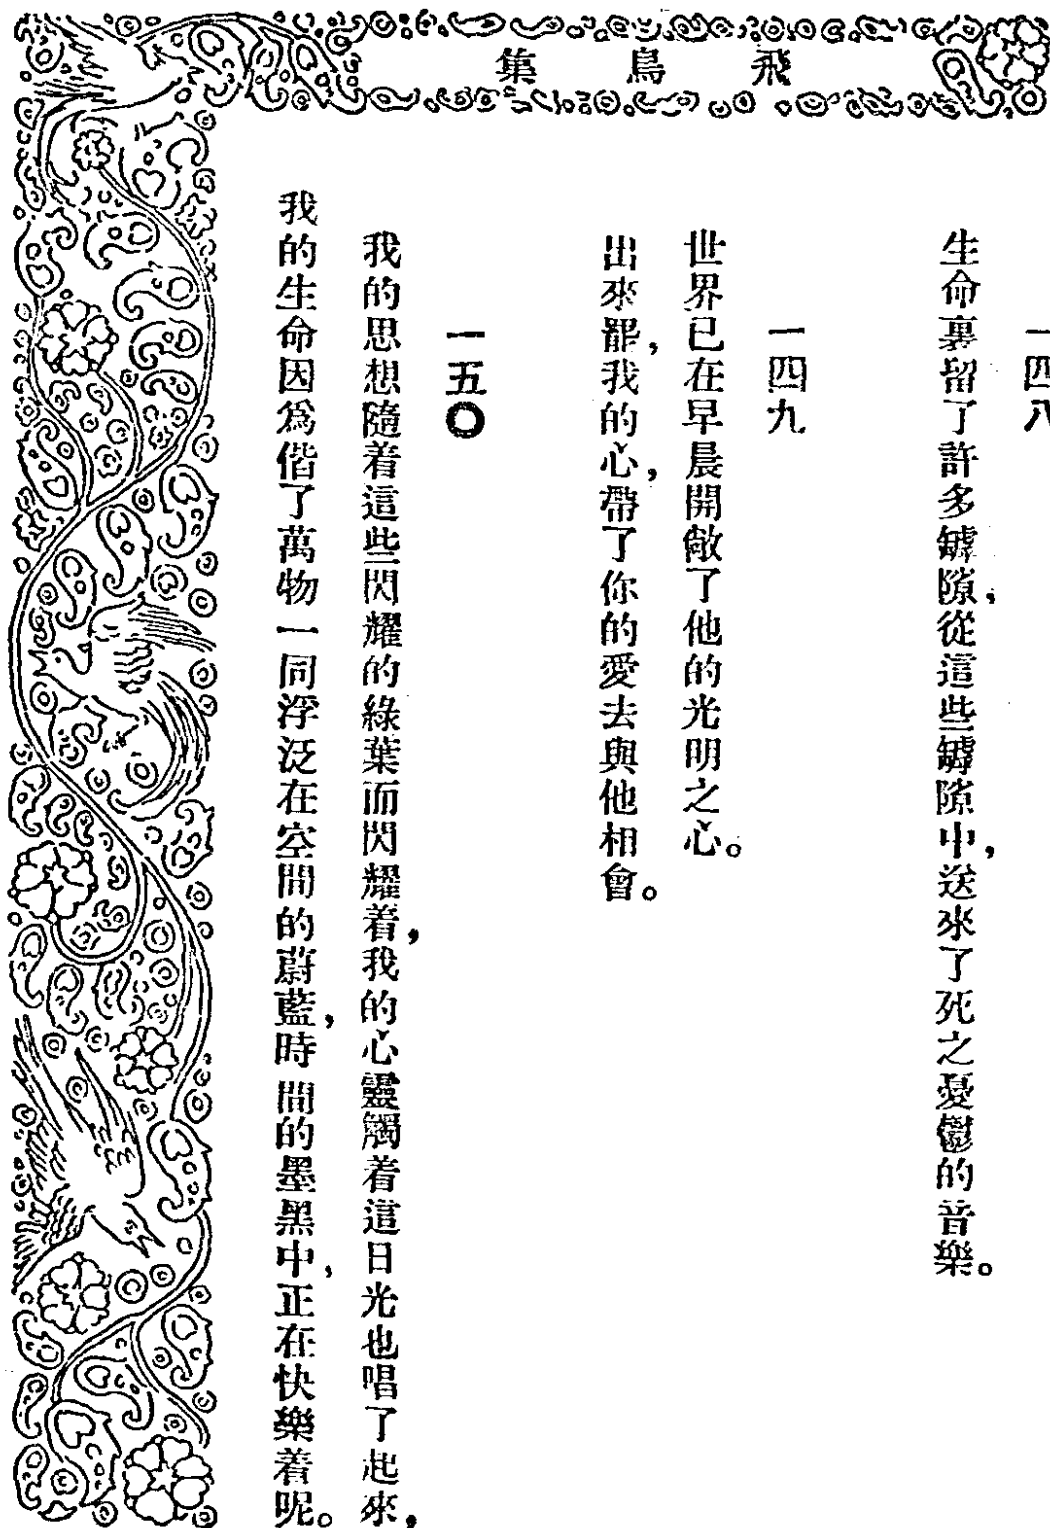 飛鳥集
一四八
生命裏留了許多罅隙，從這些罅隙中，送來了死之憂鬱的音樂。
一四九
世界已在早晨開敞了他的光明之心。
出來罷，我的心，帶了你的愛去與他相會。
一五〇
我的思想隨着這些閃耀的綠葉而閃耀着，我的心靈觸着這日光也唱了起來，
我的生命因爲偕了萬物一同浮泛在空間的蔚藍，時間的墨黑中，正在快樂着呢。